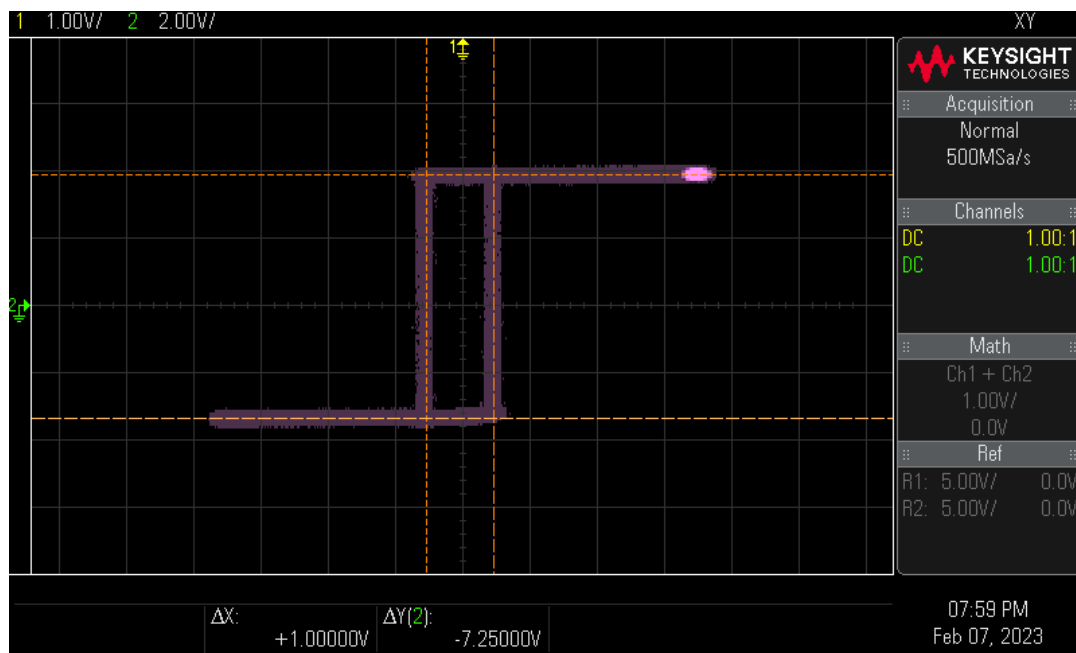 1 1.00V/ 2 2.00V/ XY
1
KEYSIGHT
TECHNOLOGIES
Acquisition
Normal
500MSa/s
Channels
DC 1.00:1
DC 1.00:1
2
Math
Ch1 + Ch2
1.00V/
0.0V
Ref
R1: 5.00V/ 0.0V
R2: 5.00V/ 0.0V
ΔX: ΔY(2):
+1.00000V -7.25000V
07:59 PM
Feb 07, 2023